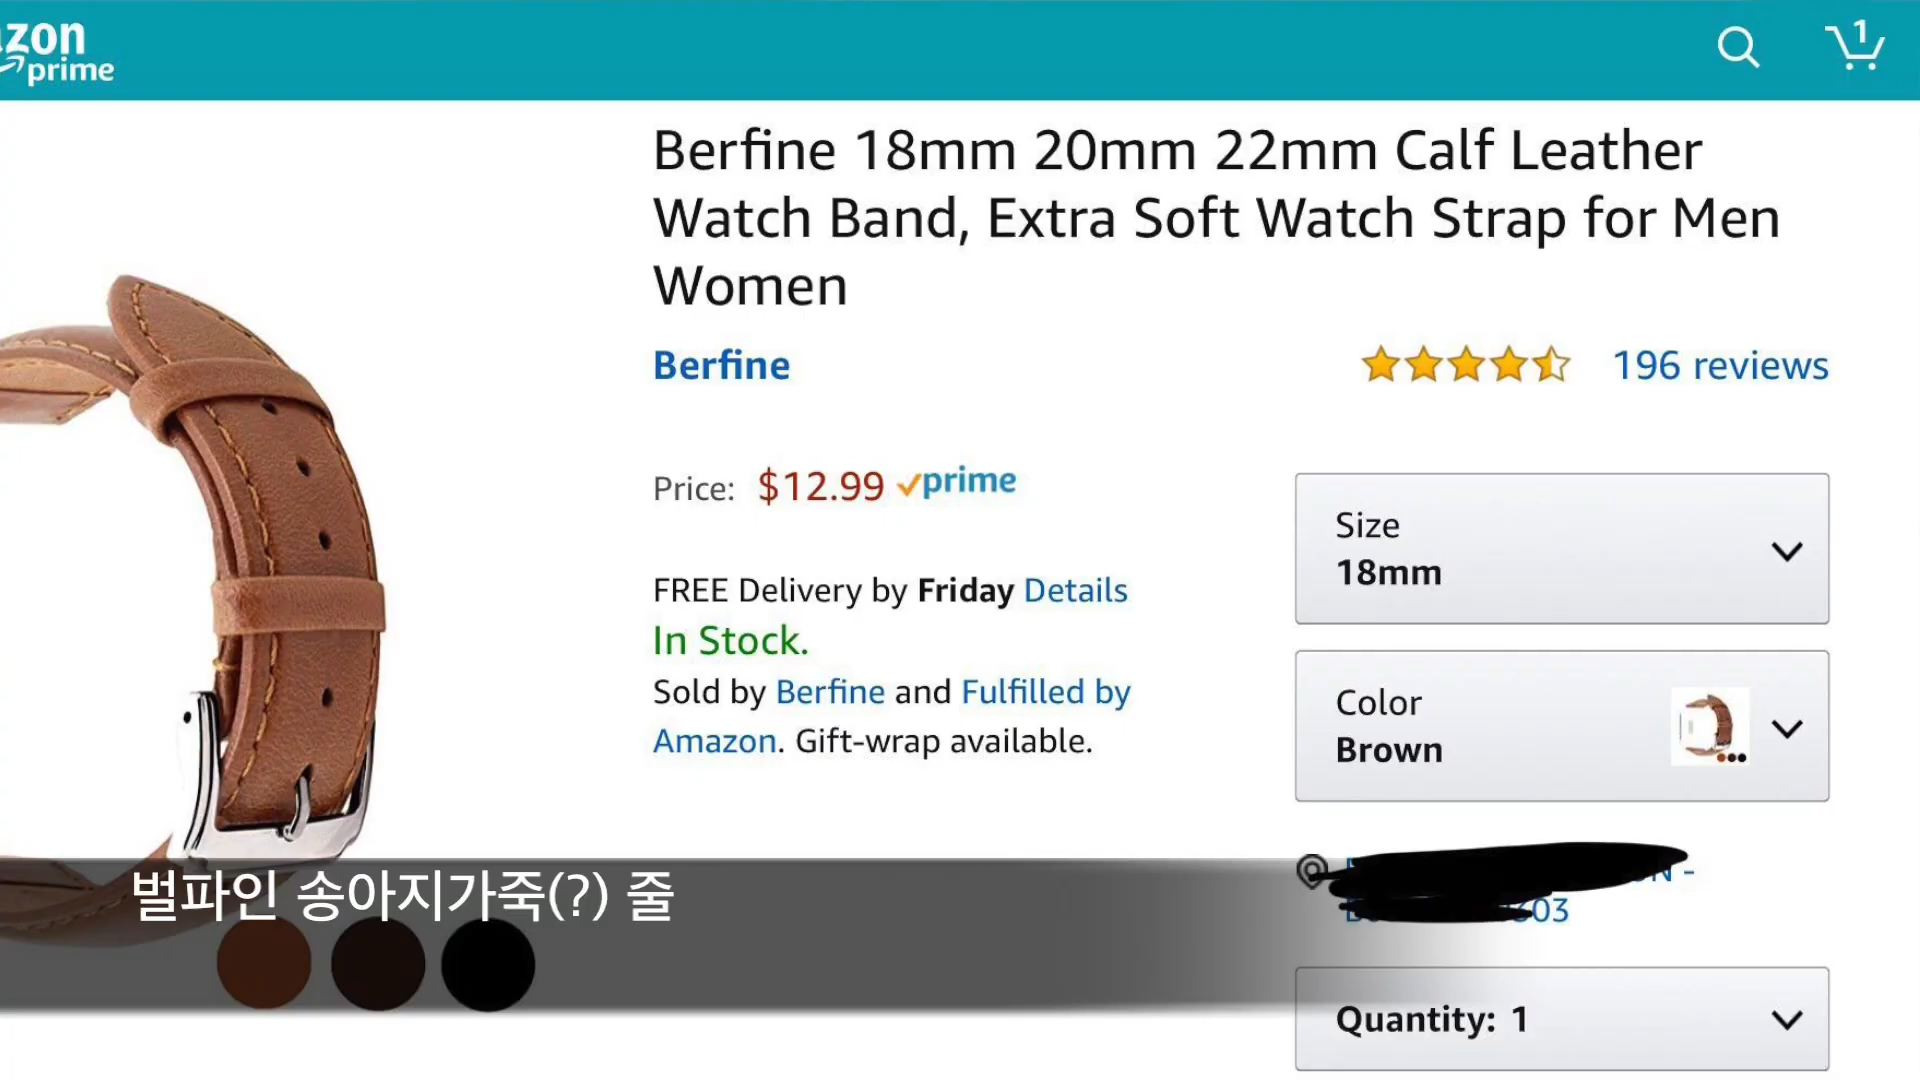 zon
prime
1
Berfine 18mm 20mm 22mm Calf Leather
Watch Band, Extra Soft Watch Strap for Men
Women
Berfine
196 reviews
Price: $12.99 prime
Size
18mm
FREE Delivery by Friday Details
In Stock.
Sold by Berfine and Fulfilled by
Amazon. Gift-wrap available.
Color
Brown
벌파인 송아지가죽(?) 줄
Quantity: 1